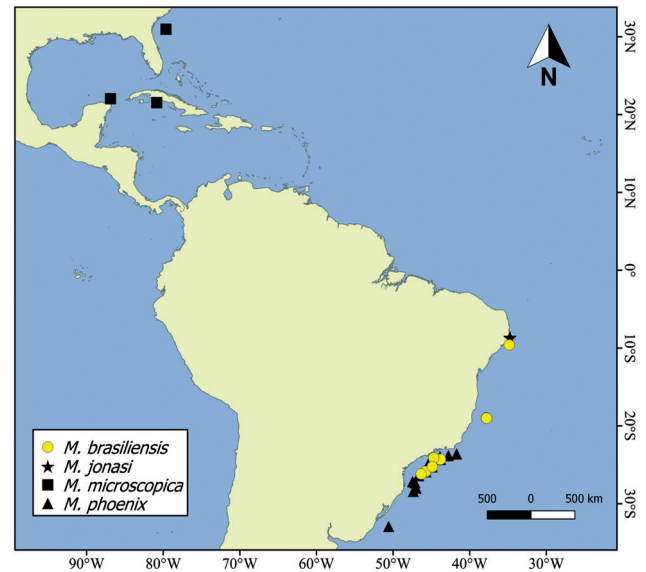 N
30°N
20°N
10°N
0°
10°S
20°S
30°S
M. brasiliensis
M. jonasi
M. microscopica
M. phoenix
500 0 500 km
90°W 80°W 70°W 60°W 50°W 40°W 30°W